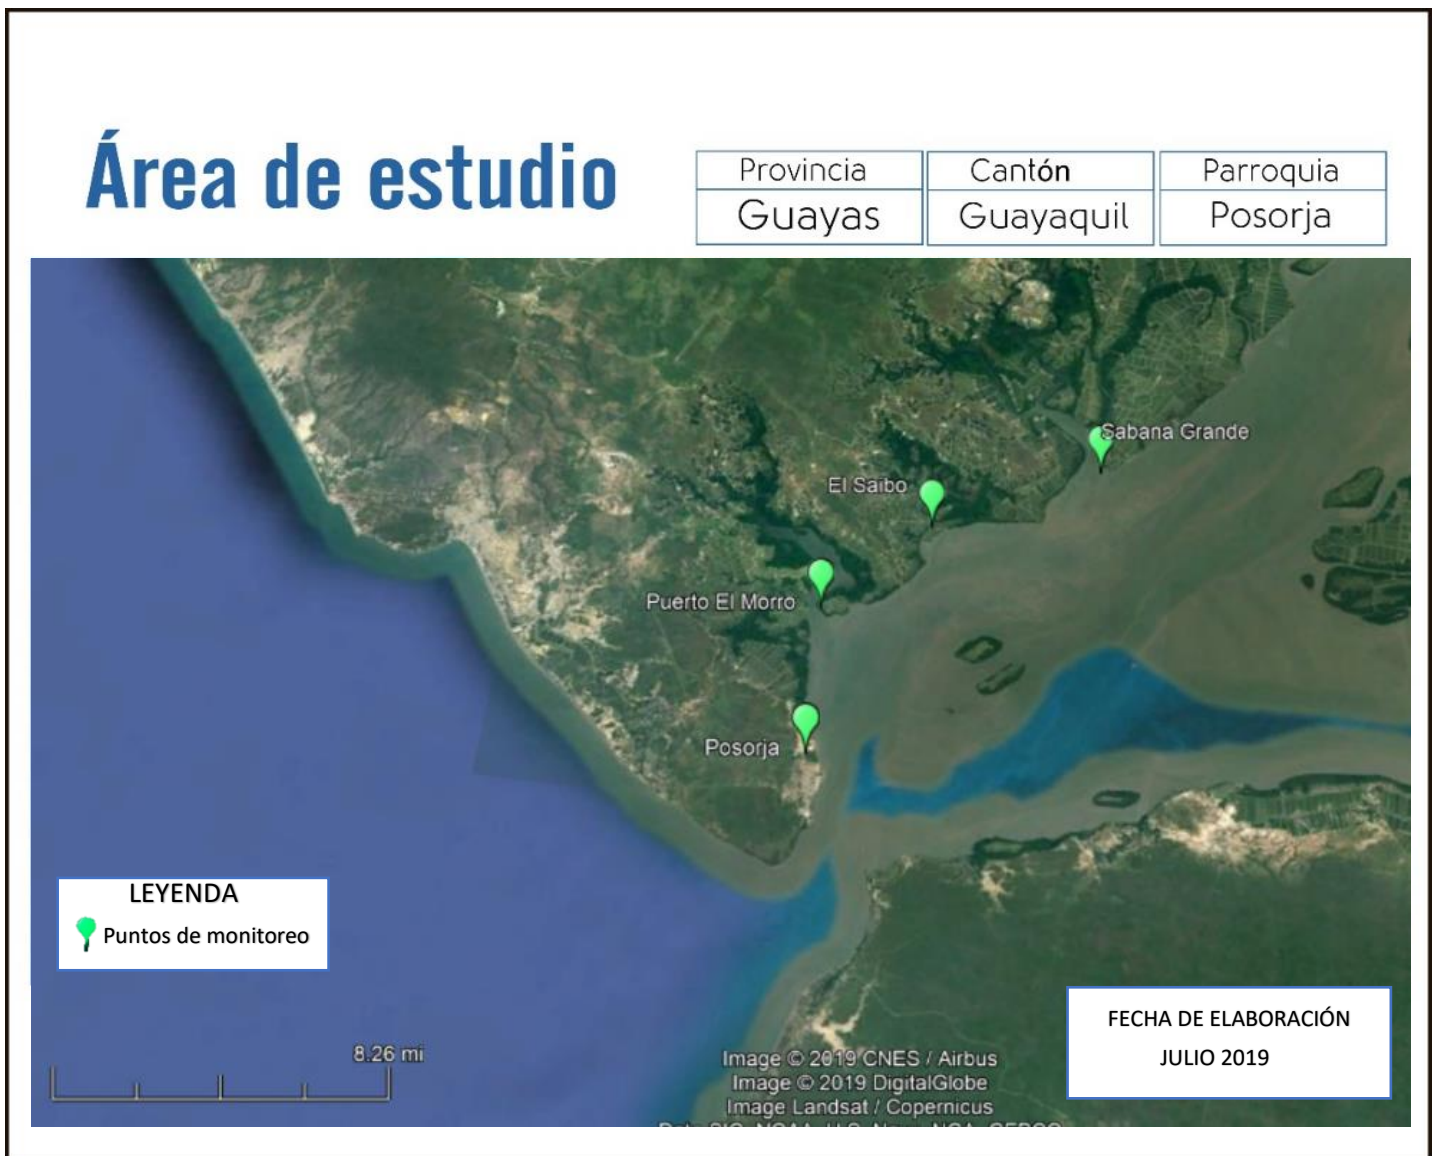 Área de estudio
Provincia Cantón Parroquia
Guayas Guayaquil Posorja
Sabana Grande
El Saibo
Puerto El Morro
Posorja
LEYENDA
Puntos de monitoreo
8.26 mi
FECHA DE ELABORACIÓN
JULIO 2019
Image © 2019 CNES / Airbus
Image © 2019 DigitalGlobe
Image Landsat / Copernicus